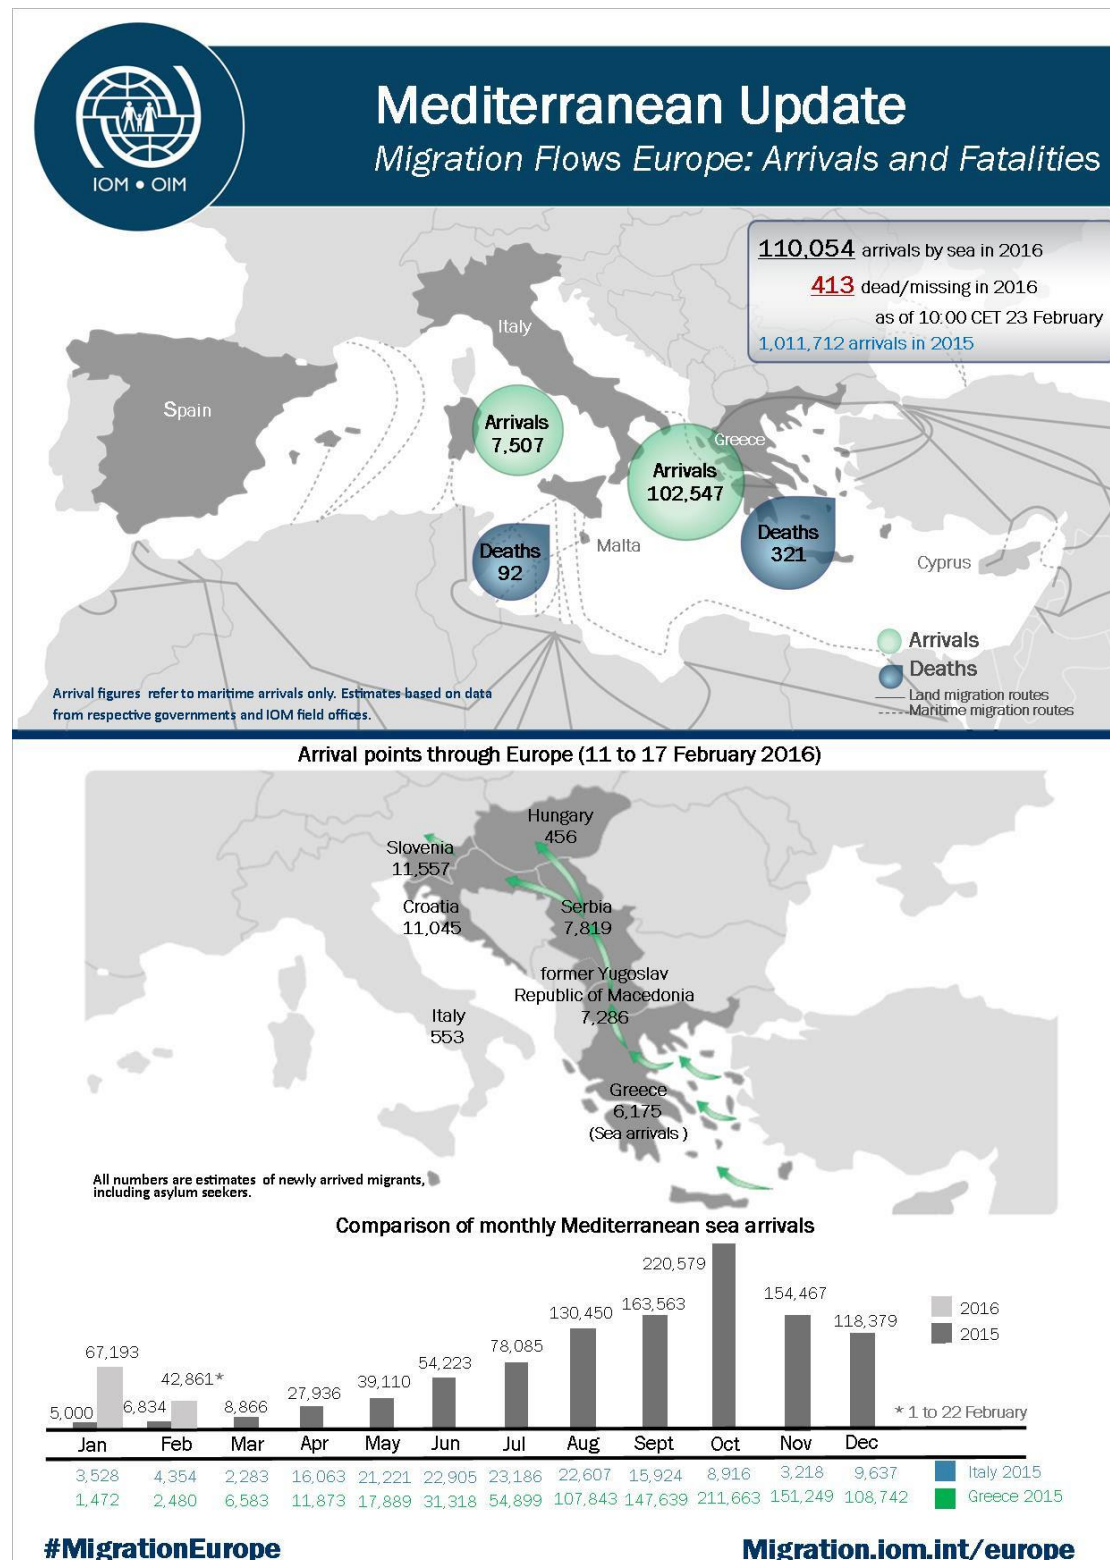 IOM • OIM
Mediterranean Update
Migration Flows Europe: Arrivals and Fatalities
110,054 arrivals by sea in 2016
413 dead/missing in 2016
as of 10:00 CET 23 February
1,011,712 arrivals in 2015
Italy
Spain
Arrivals
7,507
Greece
Arrivals
102,547
Deaths
321
Deaths
92
Malta
Cyprus
Arrivals
Deaths
Land migration routes
Maritime migration routes
Arrival figures refer to maritime arrivals only. Estimates based on data
from respective governments and IOM field offices.
Arrival points through Europe (11 to 17 February 2016)
Hungary
456
Slovenia
11,557
Croatia
11,045
Serbia
7,819
former Yugoslav
Republic of Macedonia
7,286
Italy
553
Greece
6,175
(Sea arrivals )
All numbers are estimates of newly arrived migrants,
including asylum seekers.
Comparison of monthly Mediterranean sea arrivals
5,000 67,193 6,834 42,861* 8,866 27,936 39,110 54,223 78,085 130,450 163,563 220,579 154,467 118,379
2016
2015
* 1 to 22 February
Jan Feb Mar Apr May Jun Jul Aug Sept Oct Nov Dec
3,528 4,354 2,283 16,063 21,221 22,905 23,186 22,607 15,924 8,916 3,218 9,637 Italy 2015
1,472 2,480 6,583 11,873 17,889 31,318 54,899 107,843 147,639 211,663 151,249 108,742 Greece 2015
#MigrationEurope
Migration.iom.int/europe